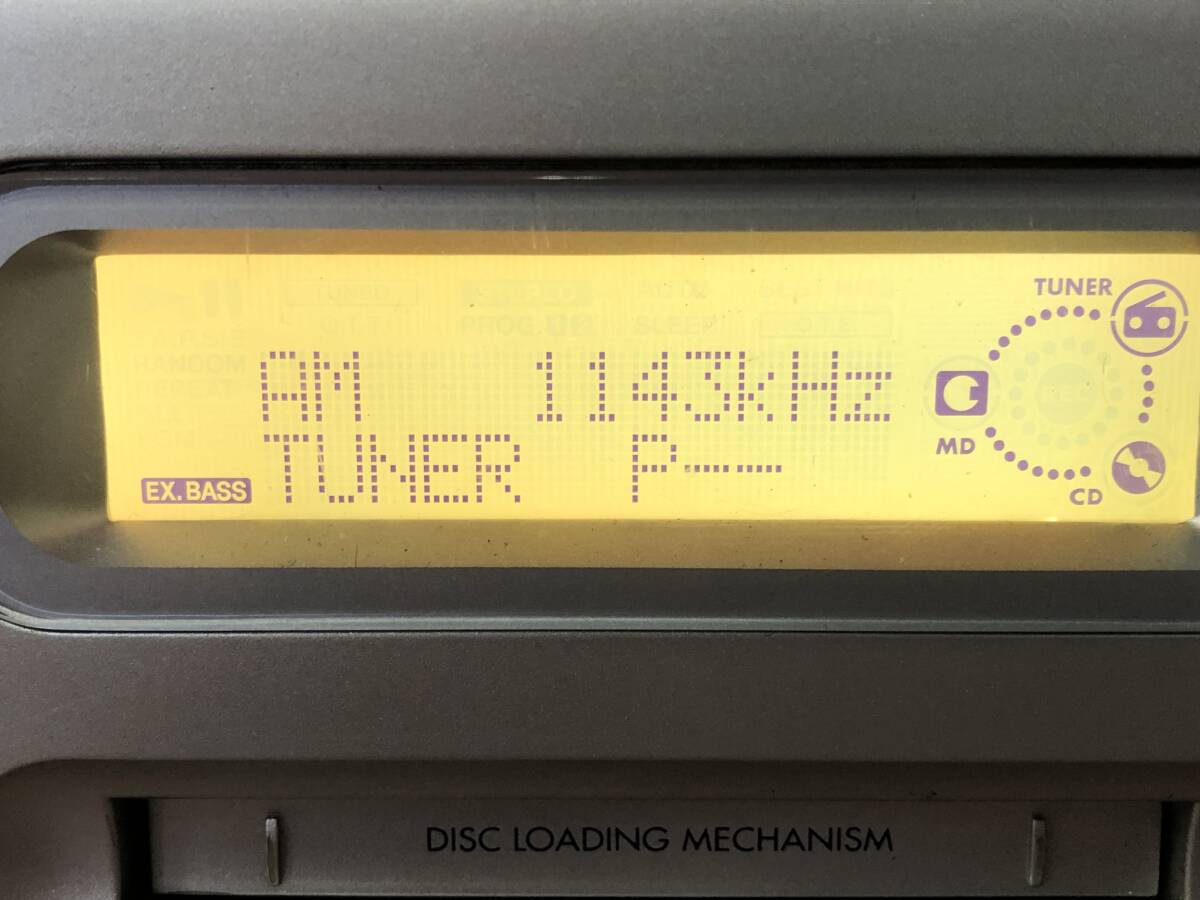 TUNER
AM 1143kHz
MD
EX.BASS TUNER P--
CD
DISC LOADING MECHANISM